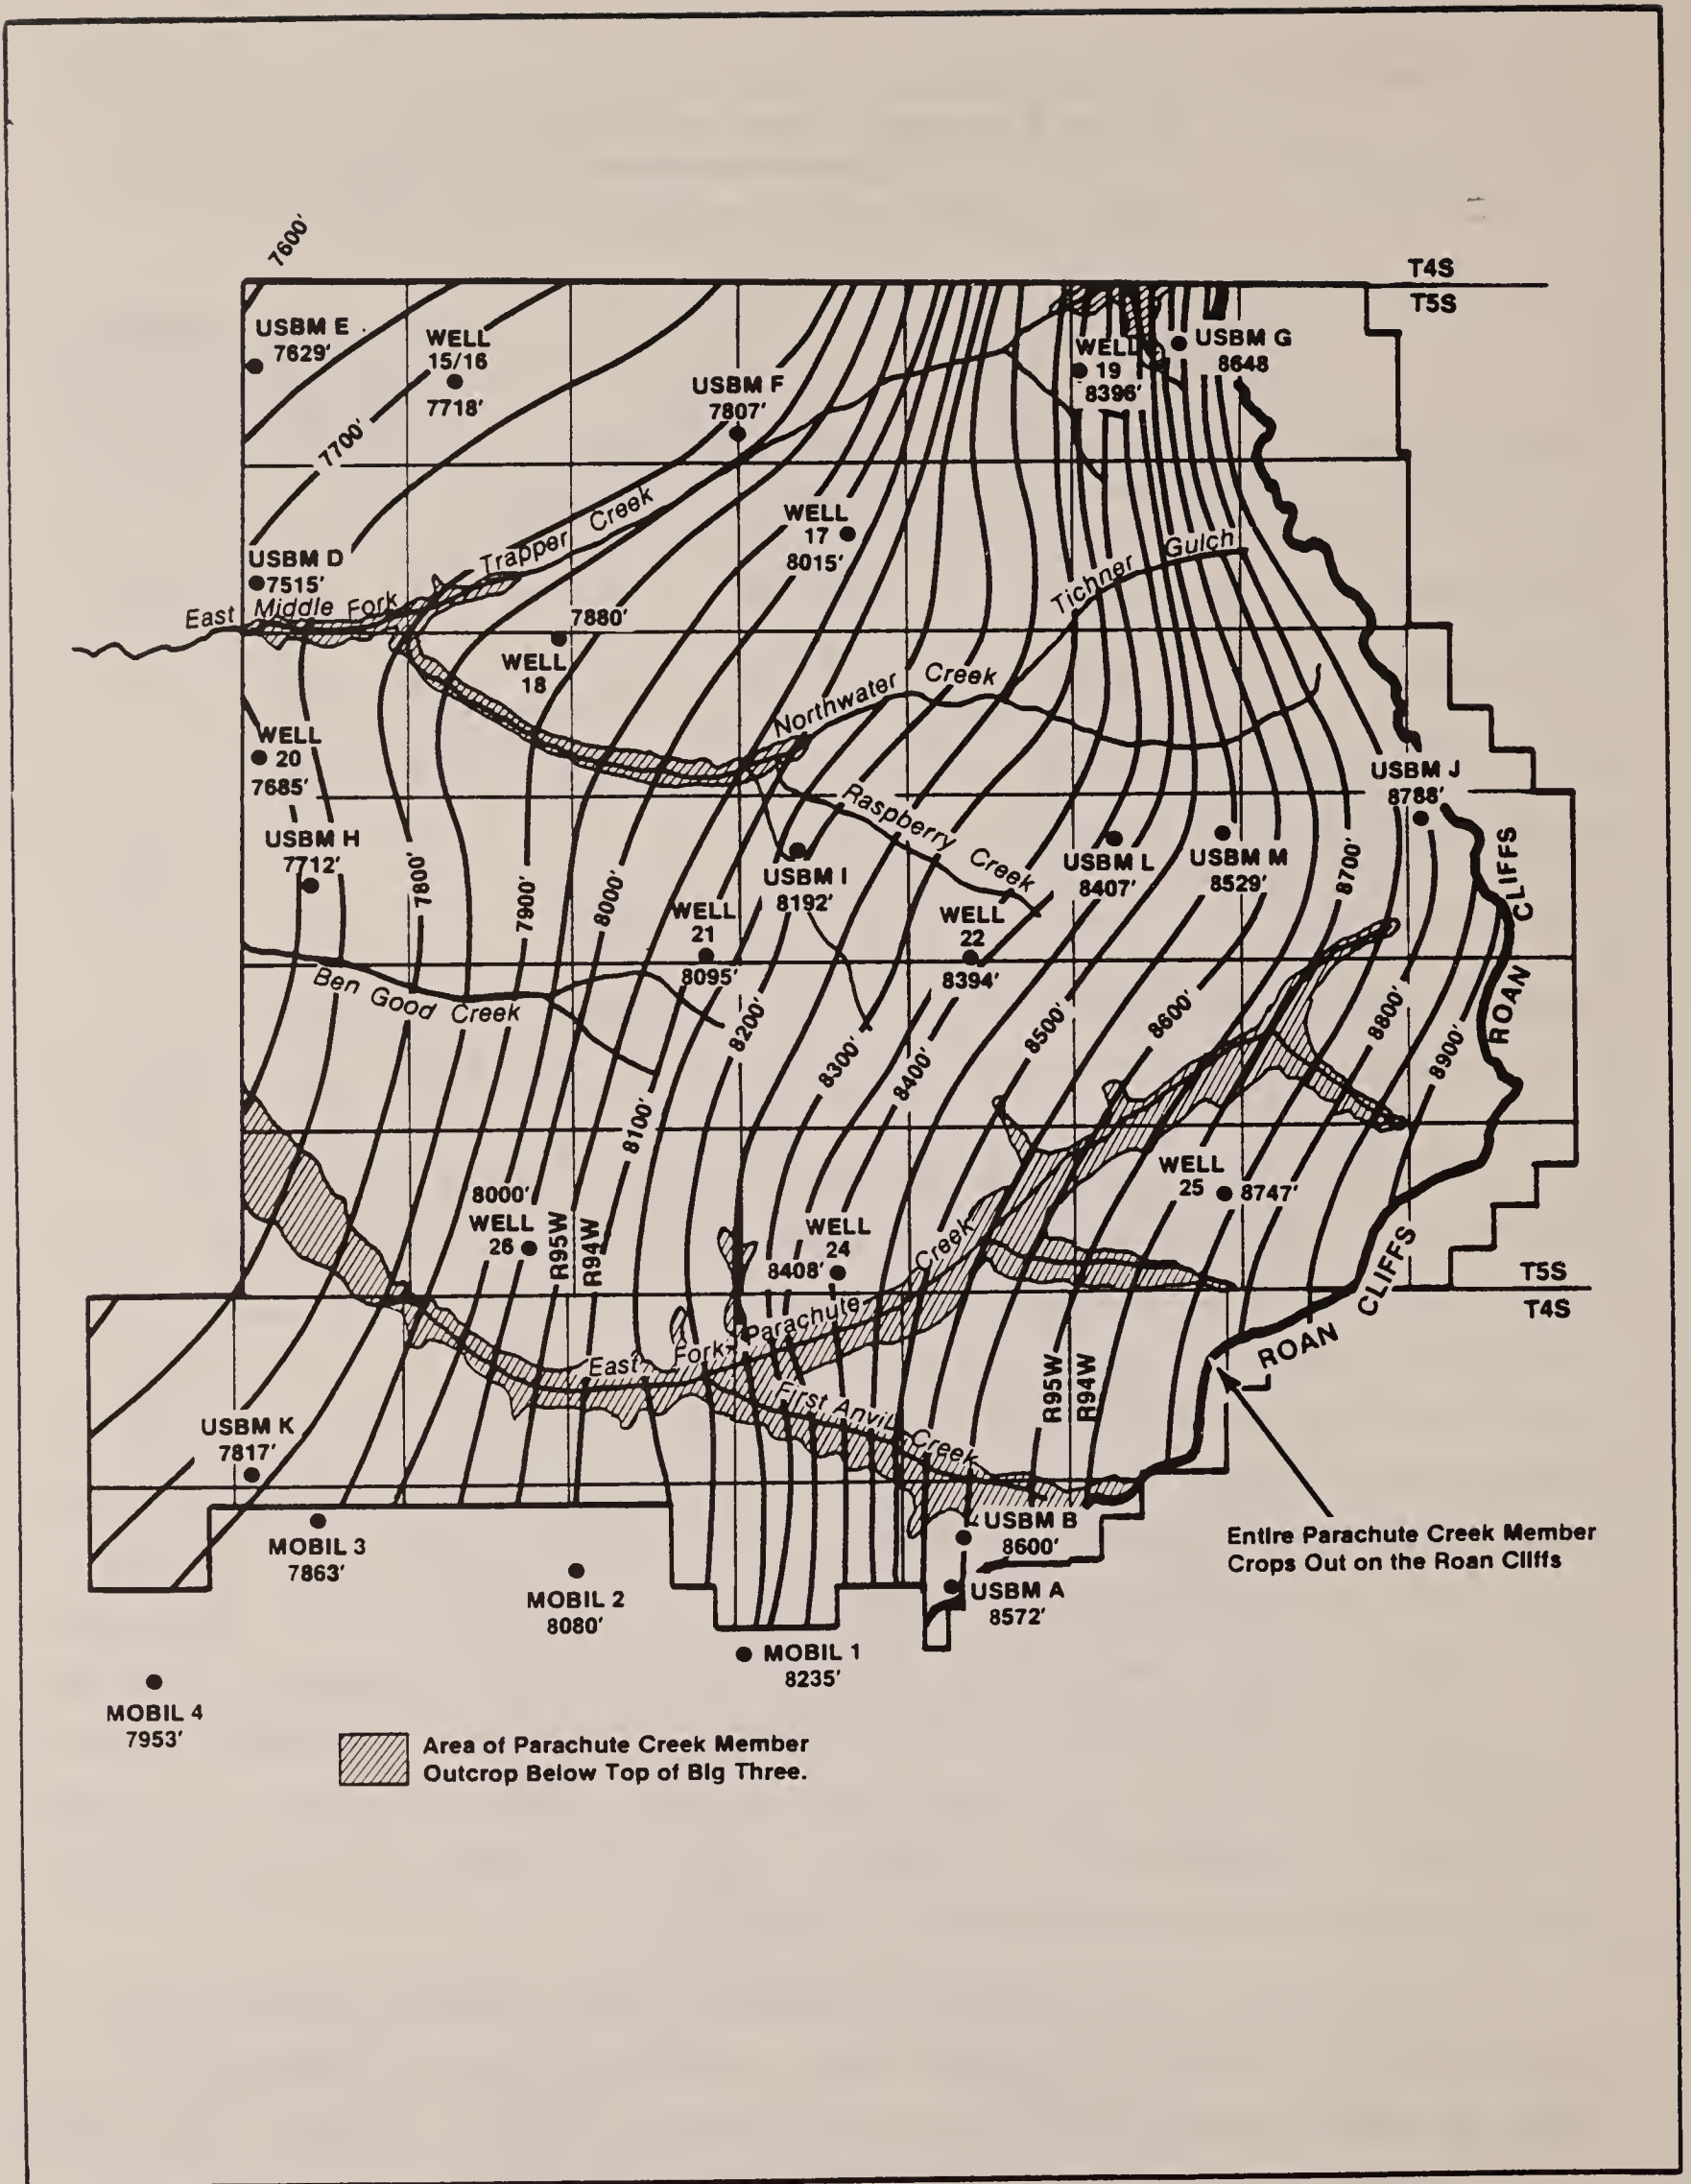 7600'
T4S
T5S
USBM E
7629'
WELL
15/16
7718'
USBM F
7807'
WELL
19
8396'
USBM G
8648
7700'
Trapper Creek
WELL
17
8015'
USBM D
7515'
East Middle Fork
7880'
WELL
18
Tichner Gulch
Northwater Creek
WELL
20
7685'
USBM H
7712'
Raspberry Creek
USBM I
8192'
USBM L
8407'
USBM M
8529'
USBM J
8788'
7800'
7900'
8000'
8700'
ROAN CLIFFS
WELL
21
8095'
WELL
22
8394'
Ben Good Creek
8200'
8300'
8400'
8500'
8600'
8800'
8900'
8100'
WELL
25
8747'
8000'
WELL
26
R95W
R94W
WELL
24
8408'
T5S
T4S
East Fork Parachute Creek
First Anvil Creek
R95W
R94W
ROAN CLIFFS
USBM K
7817'
MOBIL 3
7863'
MOBIL 2
8080'
USBM B
8600'
USBM A
8572'
Entire Parachute Creek Member
Crops Out on the Roan Cliffs
MOBIL 1
8235'
MOBIL 4
7953'
Area of Parachute Creek Member
Outcrop Below Top of Big Three.